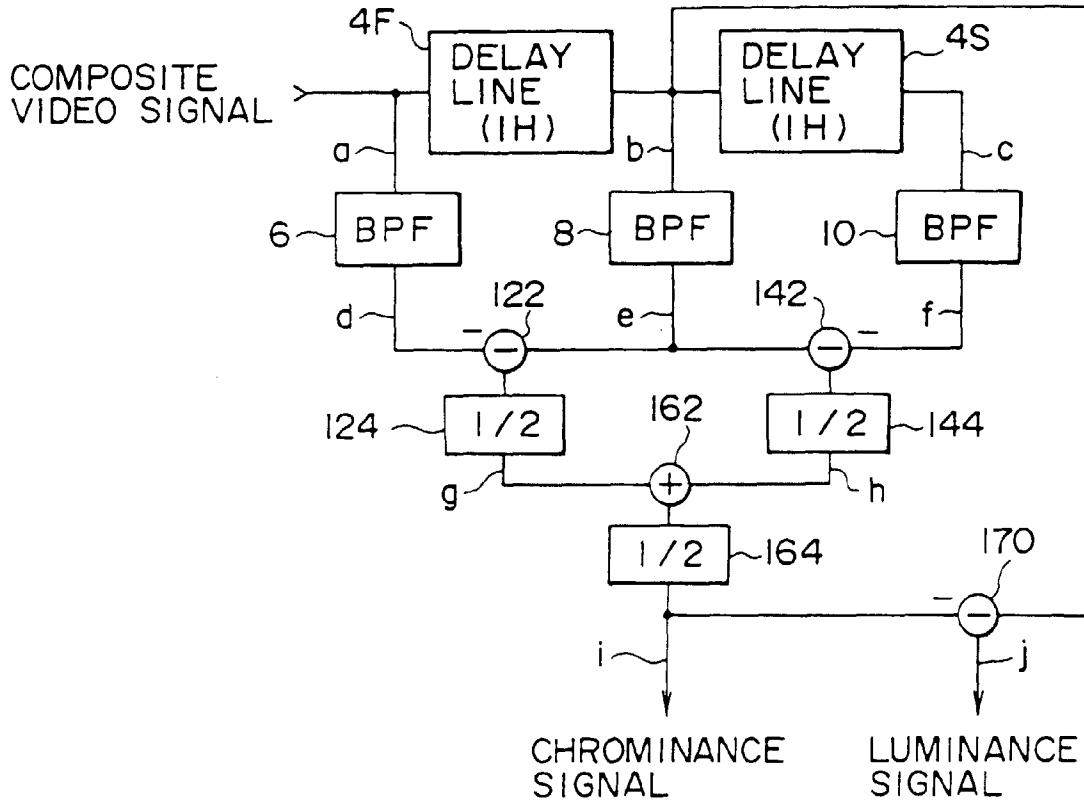 4F
4S
COMPOSITE
VIDEO SIGNAL
DELAY
LINE
(1H)
DELAY
LINE
(1H)
a
b
c
6
BPF
8
BPF
10
BPF
d
122
e
142
f
−
−
−
−
124
1/2
162
1/2
144
g
+
h
1/2
164
170
−
−
i
j
CHROMINANCE
SIGNAL
LUMINANCE
SIGNAL